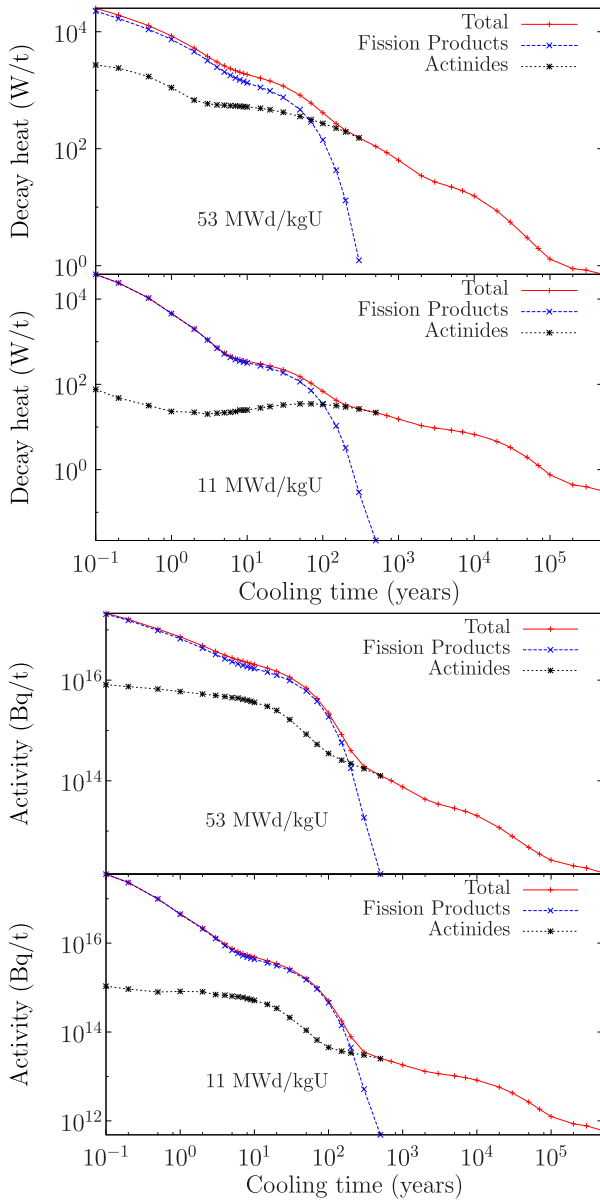 Total
Fission Products
Actinides
Decay heat (W/t)
10^4
10^2
10^0
53 MWd/kgU
Total
Fission Products
Actinides
Decay heat (W/t)
10^4
10^2
10^0
11 MWd/kgU
10^−1 10^0 10^1 10^2 10^3 10^4 10^5
Cooling time (years)
Total
Fission Products
Actinides
Activity (Bq/t)
10^16
10^14
53 MWd/kgU
Total
Fission Products
Actinides
Activity (Bq/t)
10^16
10^14
10^12
11 MWd/kgU
10^−1 10^0 10^1 10^2 10^3 10^4 10^5
Cooling time (years)